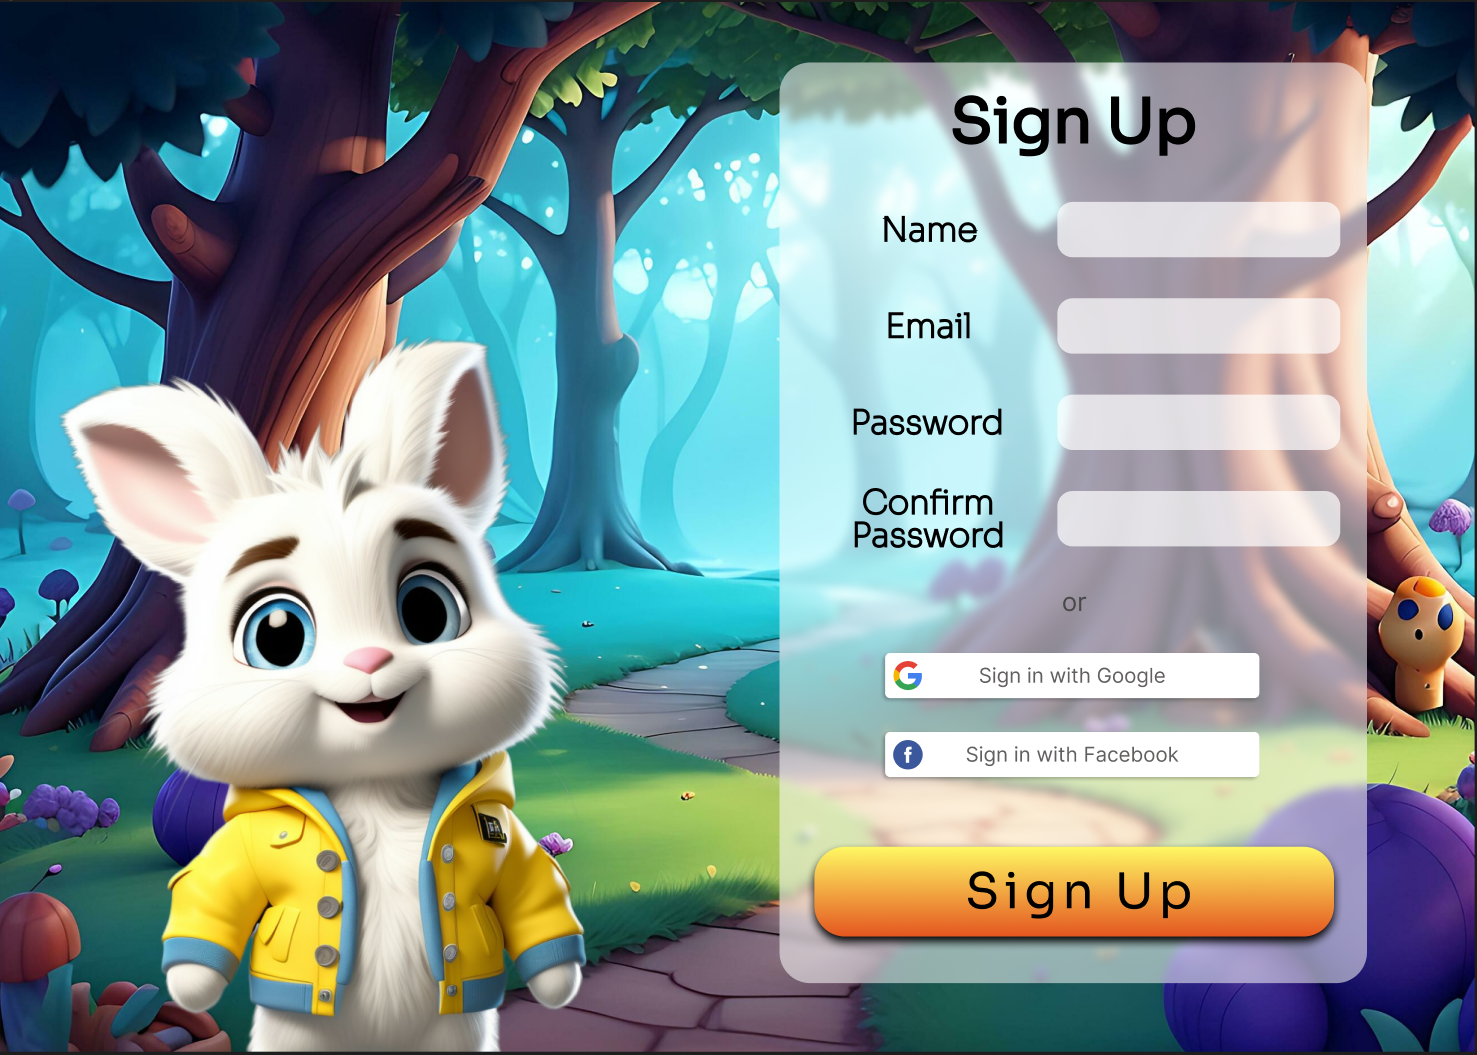 Sign Up
Name
Email
Password
Confirm
Password
or
Sign in with Google
Sign in with Facebook
Sign Up